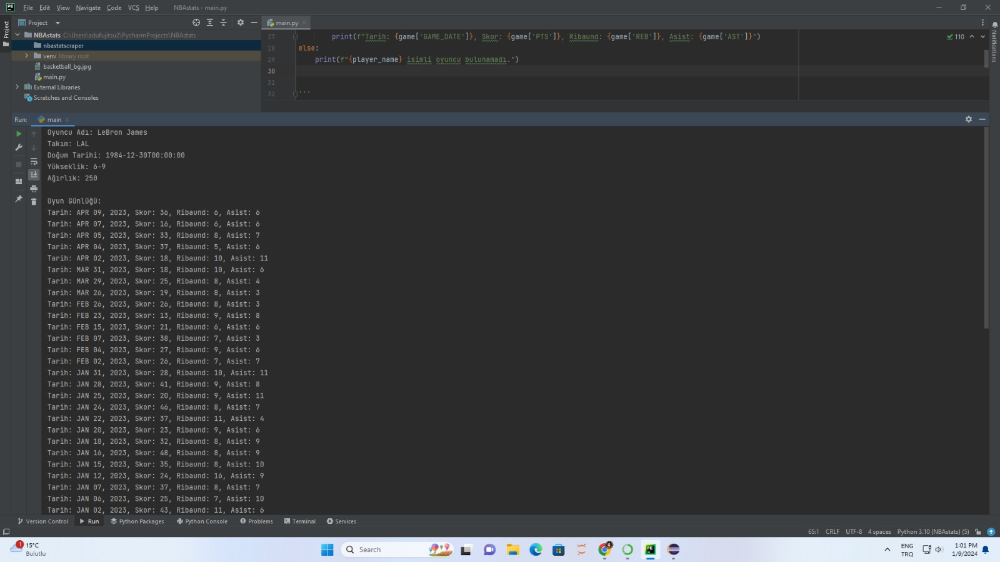 PE File Edit View Navigate Code VCS Help NBAstats - main.py
Project
main.py
Project
Notifications
NBAstats C:\Users\adufujitsu2\PycharmProjects\NBAstats
nbastatscraper
venv library root
basketball_bg.jpg
main.py
External Libraries
Scratches and Consoles
27 print(f"Tarih: {game['GAME_DATE']}, Skor: {game['PTS']}, Ribaund: {game['REB']}, Asist: {game['AST']}")
110
28 else:
29 print(f"{player_name} isimli oyuncu bulunamadı.")
30
31
32 '''
Run: main
Oyuncu Adı: LeBron James
Takım: LAL
Doğum Tarihi: 1984-12-30T00:00:00
Yükseklik: 6-9
Ağırlık: 250
Oyun Günlüğü:
Tarih: APR 09, 2023, Skor: 36, Ribaund: 6, Asist: 6
Tarih: APR 07, 2023, Skor: 16, Ribaund: 6, Asist: 6
Tarih: APR 05, 2023, Skor: 33, Ribaund: 8, Asist: 7
Tarih: APR 04, 2023, Skor: 37, Ribaund: 5, Asist: 6
Tarih: APR 02, 2023, Skor: 18, Ribaund: 10, Asist: 11
Tarih: MAR 31, 2023, Skor: 18, Ribaund: 10, Asist: 6
Tarih: MAR 29, 2023, Skor: 25, Ribaund: 8, Asist: 4
Tarih: MAR 26, 2023, Skor: 19, Ribaund: 8, Asist: 3
Tarih: FEB 26, 2023, Skor: 26, Ribaund: 8, Asist: 3
Tarih: FEB 23, 2023, Skor: 13, Ribaund: 9, Asist: 8
Tarih: FEB 15, 2023, Skor: 21, Ribaund: 6, Asist: 6
Tarih: FEB 07, 2023, Skor: 38, Ribaund: 7, Asist: 3
Tarih: FEB 04, 2023, Skor: 27, Ribaund: 9, Asist: 6
Tarih: FEB 02, 2023, Skor: 26, Ribaund: 7, Asist: 7
Tarih: JAN 31, 2023, Skor: 28, Ribaund: 10, Asist: 11
Tarih: JAN 28, 2023, Skor: 41, Ribaund: 9, Asist: 8
Tarih: JAN 25, 2023, Skor: 20, Ribaund: 9, Asist: 11
Tarih: JAN 24, 2023, Skor: 46, Ribaund: 8, Asist: 7
Tarih: JAN 22, 2023, Skor: 37, Ribaund: 11, Asist: 4
Tarih: JAN 20, 2023, Skor: 23, Ribaund: 9, Asist: 6
Tarih: JAN 18, 2023, Skor: 32, Ribaund: 8, Asist: 9
Tarih: JAN 16, 2023, Skor: 48, Ribaund: 8, Asist: 9
Tarih: JAN 15, 2023, Skor: 35, Ribaund: 8, Asist: 10
Tarih: JAN 12, 2023, Skor: 24, Ribaund: 16, Asist: 9
Tarih: JAN 07, 2023, Skor: 37, Ribaund: 8, Asist: 7
Tarih: JAN 06, 2023, Skor: 25, Ribaund: 7, Asist: 10
Tarih: JAN 02, 2023, Skor: 43, Ribaund: 11, Asist: 6
Version Control Run Python Packages Python Console Problems Terminal Services
65:1 CRLF UTF-8 4 spaces Python 3.10 (NBAstats) (5)
1
15°C
Bulutlu
Search
PE
ENG
TRQ
1:01 PM
1/9/2024